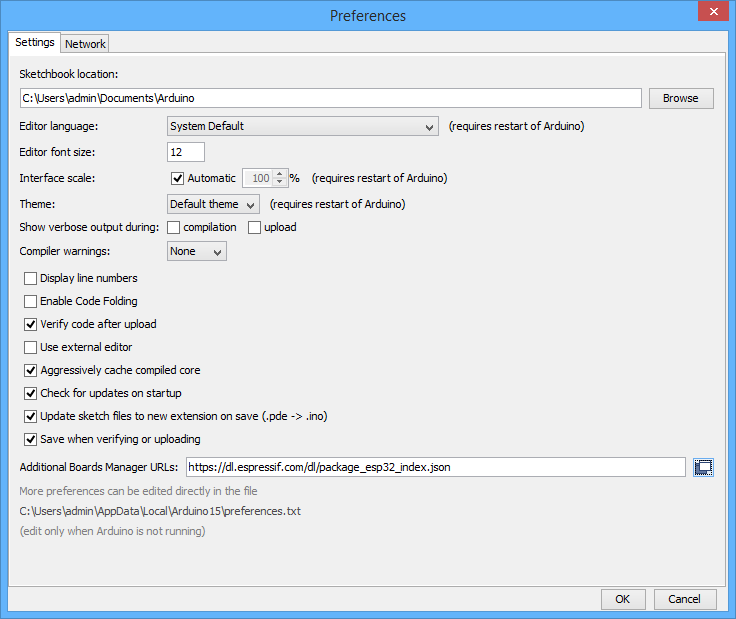 Preferences
Settings Network
Sketchbook location:
C:\Users\admin\Documents\Arduino Browse
Editor language: System Default (requires restart of Arduino)
Editor font size: 12
Interface scale: Automatic 100 % (requires restart of Arduino)
Theme: Default theme (requires restart of Arduino)
Show verbose output during: compilation upload
Compiler warnings: None
Display line numbers
Enable Code Folding
Verify code after upload
Use external editor
Aggressively cache compiled core
Check for updates on startup
Update sketch files to new extension on save (.pde -> .ino)
Save when verifying or uploading
Additional Boards Manager URLs: https://dl.espressif.com/dl/package_esp32_index.json
More preferences can be edited directly in the file
C:\Users\admin\AppData\Local\Arduino15\preferences.txt
(edit only when Arduino is not running)
OK Cancel